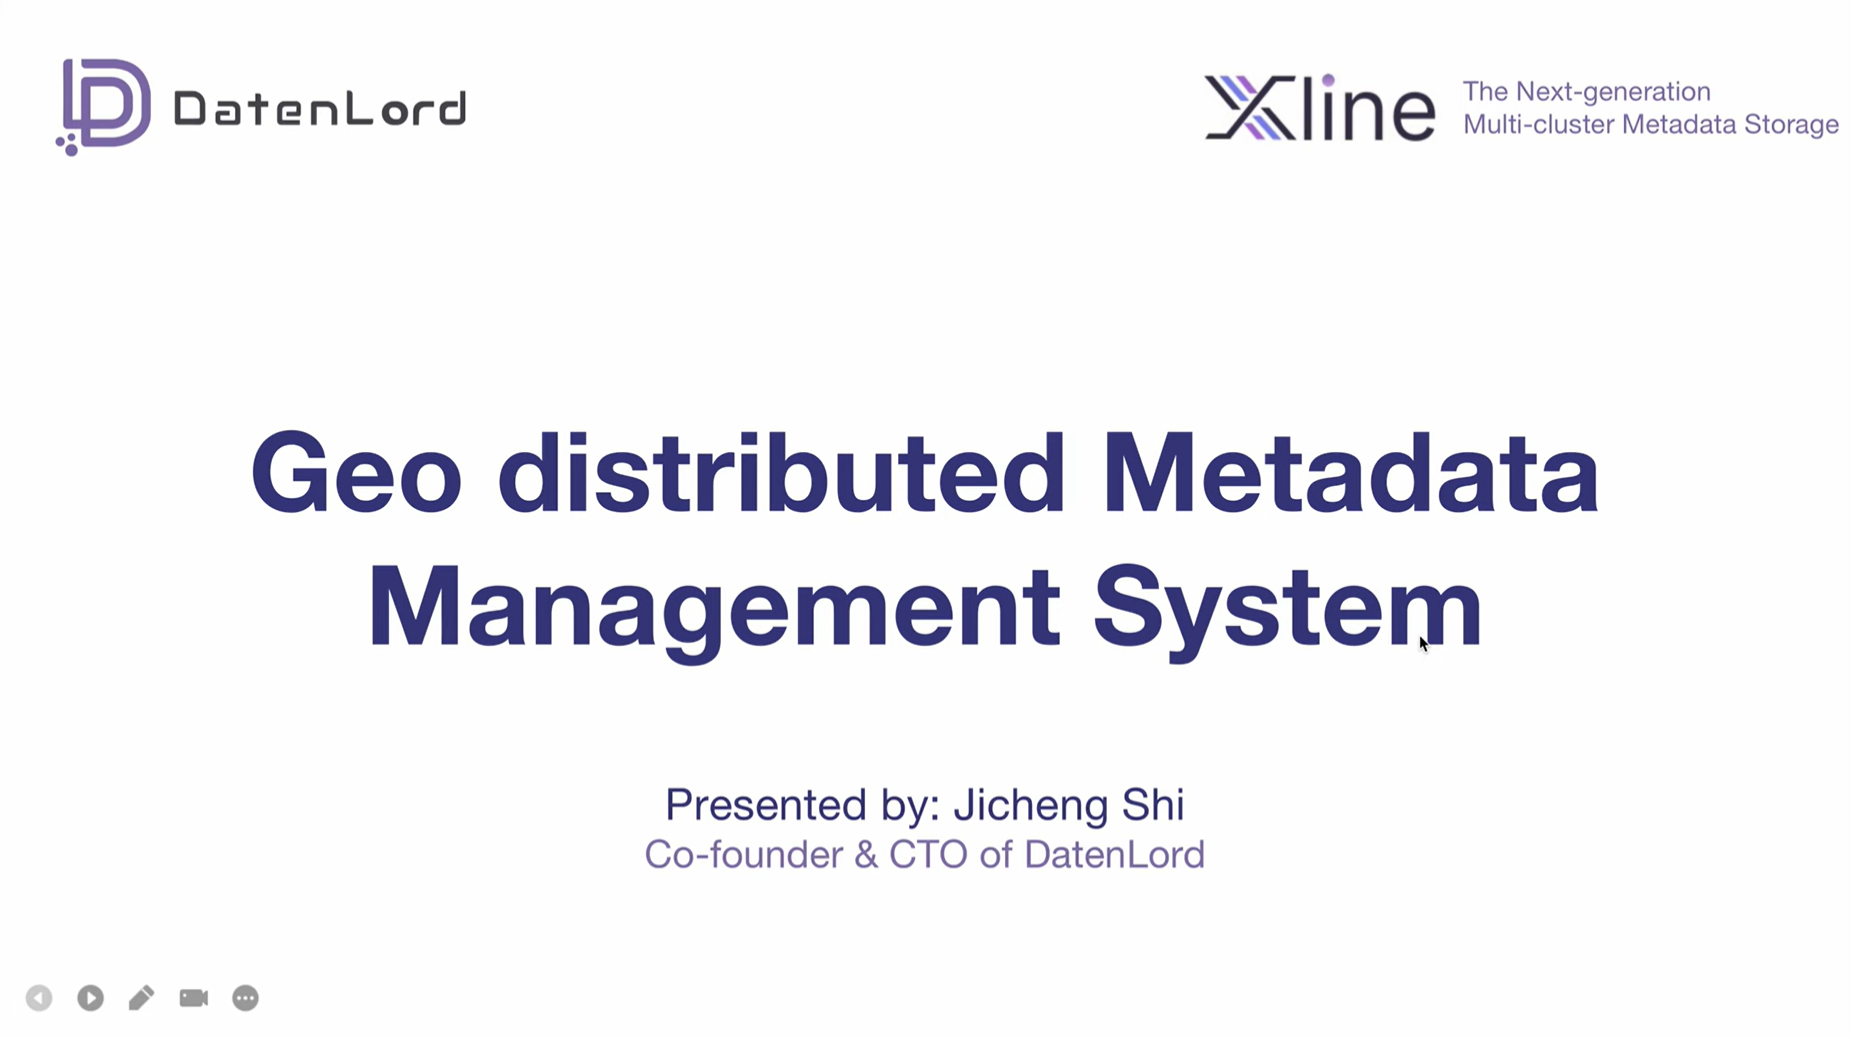 DatenLord
Xline
The Next-generation
Multi-cluster Metadata Storage
Geo distributed Metadata
Management System
Presented by: Jicheng Shi
Co-founder & CTO of DatenLord